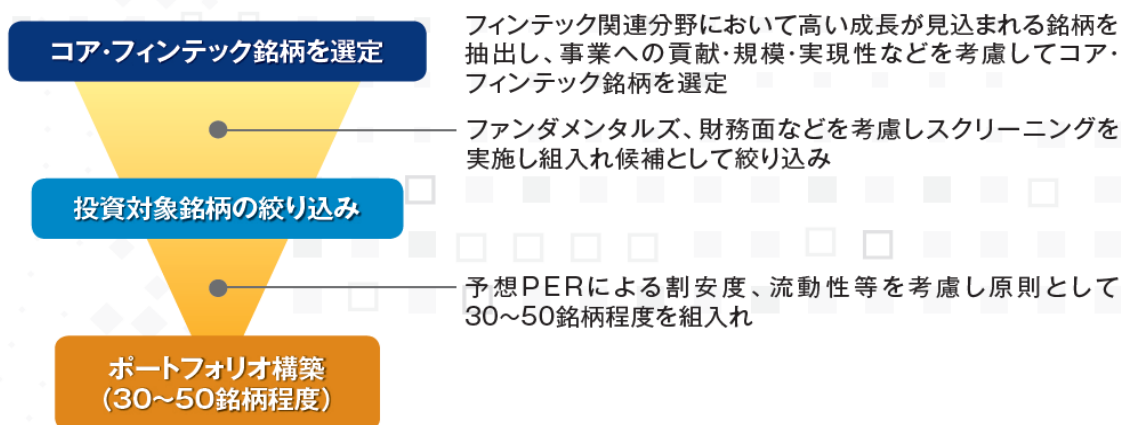 コア・フィンテック銘柄を選定
フィンテック関連分野において高い成長が見込まれる銘柄を
抽出し、事業への貢献・規模・実現性などを考慮してコア・
フィンテック銘柄を選定
ファンダメンタルズ、財務面などを考慮しスクリーニングを
実施し組入れ候補として絞り込み
投資対象銘柄の絞り込み
予想PERによる割安度、流動性等を考慮し原則として
30～50銘柄程度を組入れ
ポートフォリオ構築
(30～50銘柄程度)